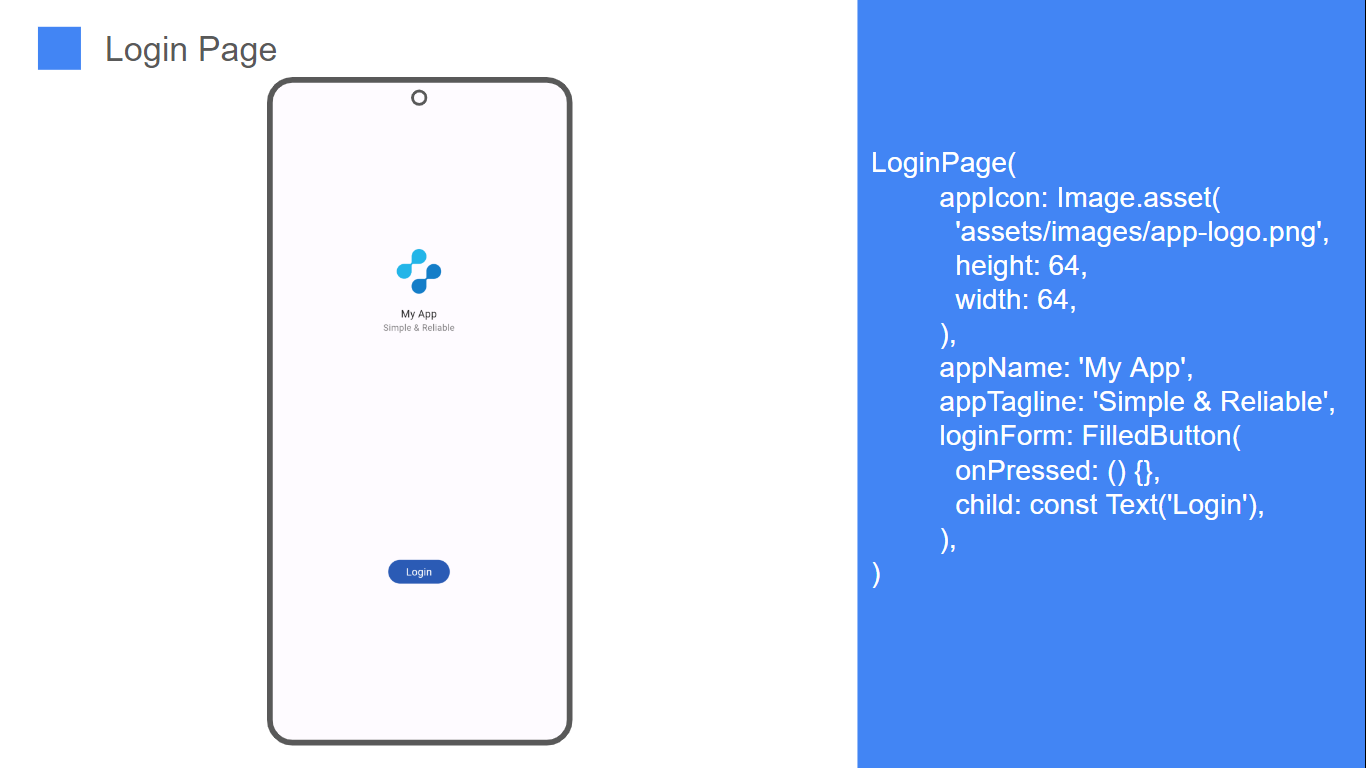 Login Page
My App
Simple & Reliable
Login
LoginPage(
appIcon: Image.asset(
'assets/images/app-logo.png',
height: 64,
width: 64,
),
appName: 'My App',
appTagline: 'Simple & Reliable',
loginForm: FilledButton(
onPressed: () {},
child: const Text('Login'),
),
)